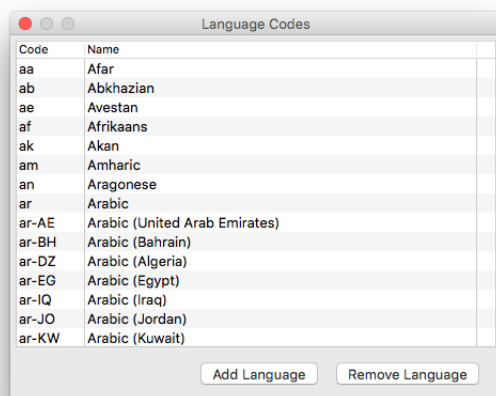 Language Codes
Code Name
aa Afar
ab Abkhazian
ae Avestan
af Afrikaans
ak Akan
am Amharic
an Aragonese
ar Arabic
ar-AE Arabic (United Arab Emirates)
ar-BH Arabic (Bahrain)
ar-DZ Arabic (Algeria)
ar-EG Arabic (Egypt)
ar-IQ Arabic (Iraq)
ar-JO Arabic (Jordan)
ar-KW Arabic (Kuwait)
Add Language Remove Language